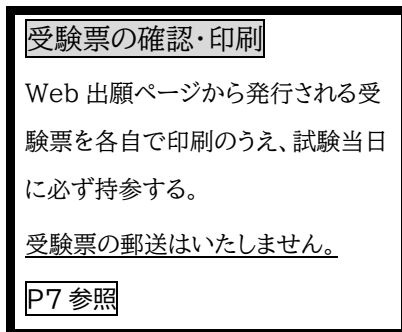 受験票の確認・印刷
Web 出願ページから発行される受
験票を各自で印刷のうえ、試験当日
に必ず持参する。
受験票の郵送はいたしません。
P7 参照